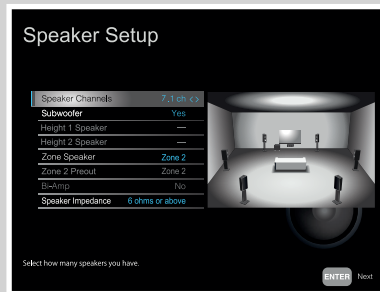 Speaker Setup
Speaker Channels 7.1 ch < >
Subwoofer Yes
Height 1 Speaker ---
Height 2 Speaker ---
Zone Speaker Zone 2
Zone 2 Preout Zone 2
Bi-Amp No
Speaker Impedance 6 ohms or above
Select how many speakers you have.
ENTER Next